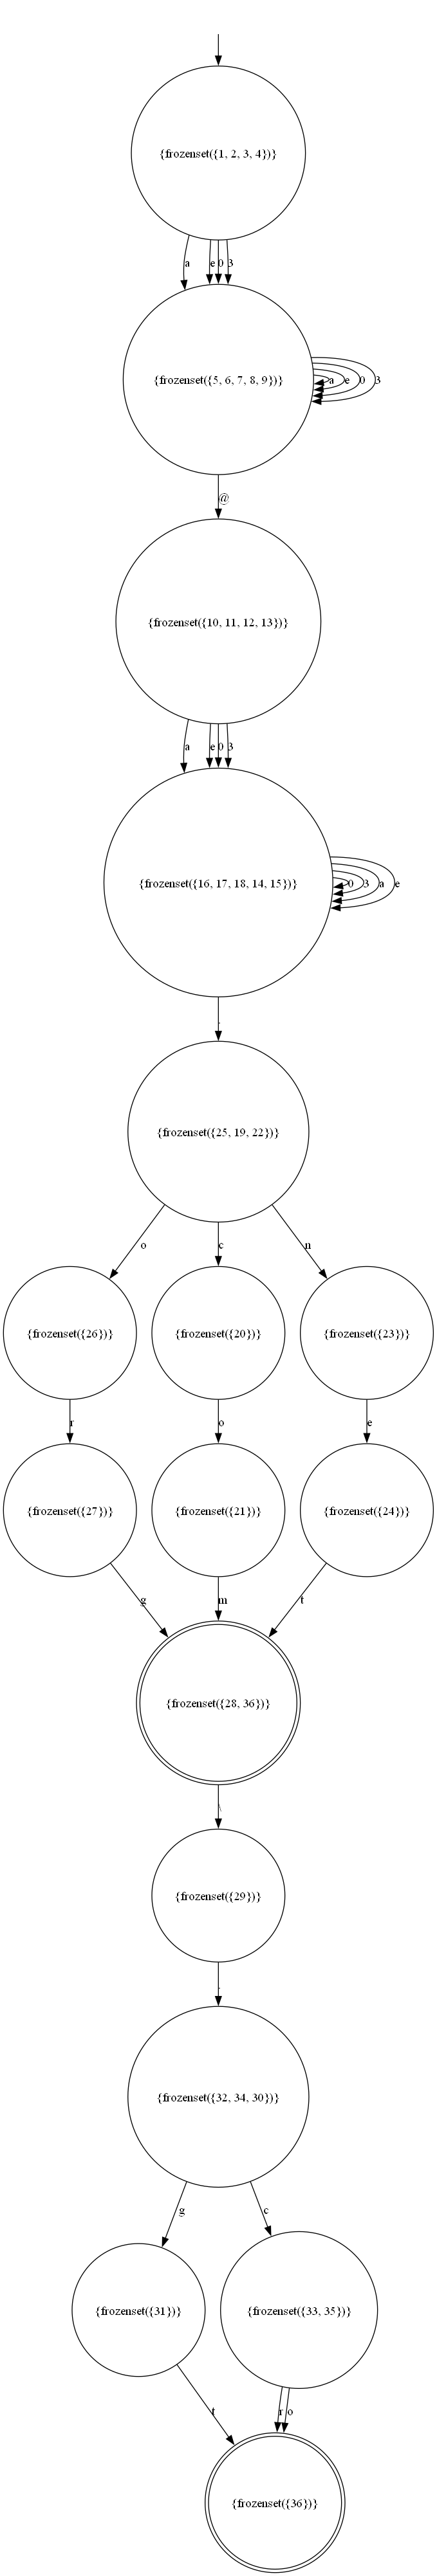 {frozenset({1, 2, 3, 4})}
a e 0 3
{frozenset({5, 6, 7, 8, 9})}
a e 0 3
@
{frozenset({10, 11, 12, 13})}
a e 0 3
{frozenset({16, 17, 18, 14, 15})}
0 3 a e
.
{frozenset({25, 19, 22})}
o c n
{frozenset({26})} {frozenset({20})} {frozenset({23})}
r o e
{frozenset({27})} {frozenset({21})} {frozenset({24})}
g m t
{frozenset({28, 36})}
\
{frozenset({29})}
.
{frozenset({32, 34, 30})}
g c
{frozenset({31})} {frozenset({33, 35})}
t r o
{frozenset({36})}